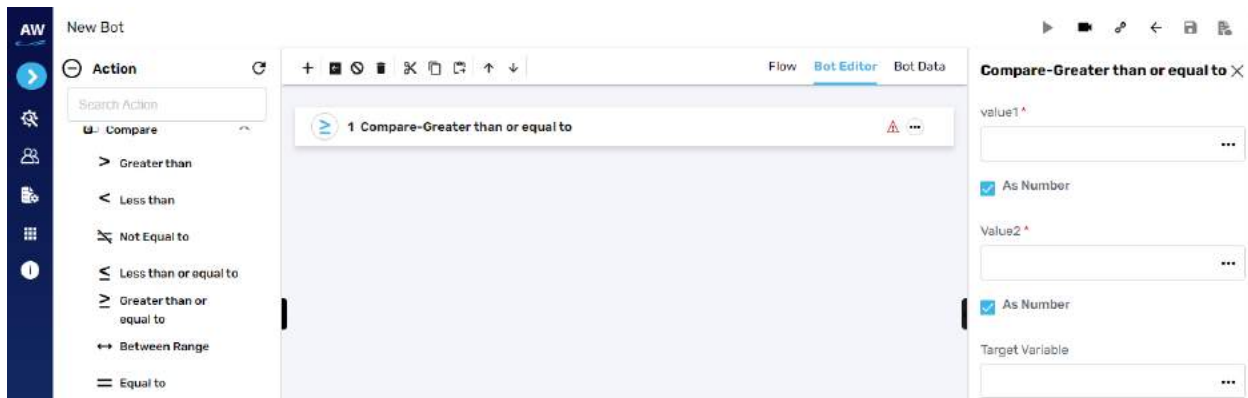 AW
New Bot
Action
Search Action
Compare
Greater than
Less than
Not Equal to
Less than or equal to
Greater than or
equal to
Between Range
Equal to
Flow Bot Editor Bot Data
1 Compare-Greater than or equal to
Compare-Greater than or equal to
value1 *
As Number
Value2 *
As Number
Target Variable